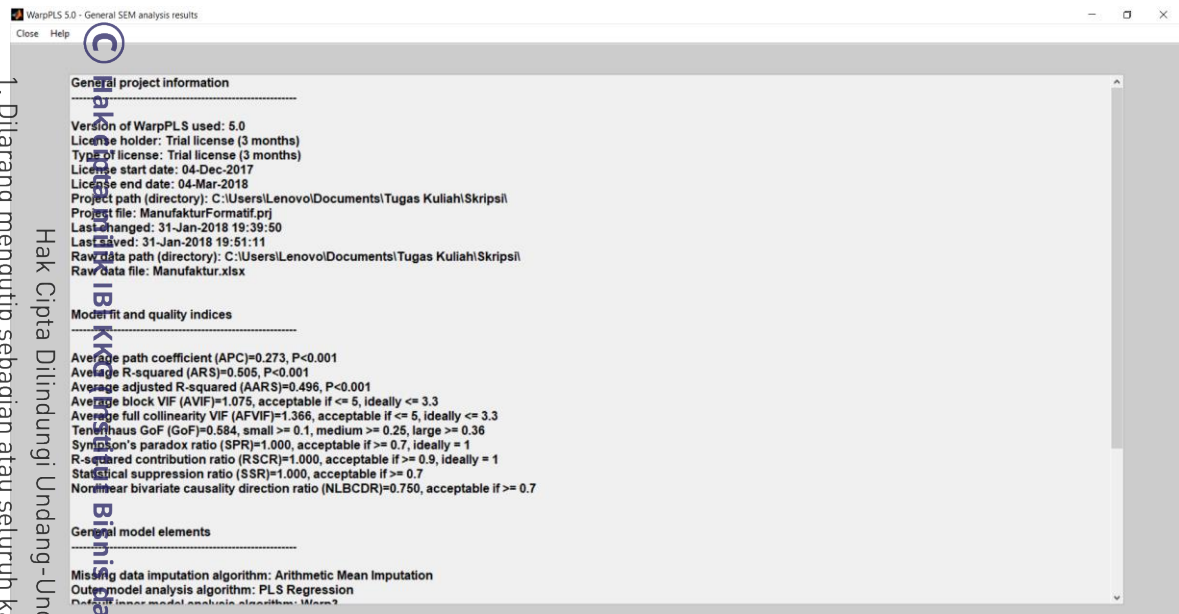 WarpPLS 5.0 - General SEM analysis results
Close Help
General project information
Version of WarpPLS used: 5.0
License holder: Trial license (3 months)
Type of license: Trial license (3 months)
License start date: 04-Dec-2017
License end date: 04-Mar-2018
Project path (directory): C:\Users\Lenovo\Documents\Tugas Kuliah\Skripsi\
Project file: ManufakturFormatif.prj
Last changed: 31-Jan-2018 19:39:50
Last saved: 31-Jan-2018 19:51:11
Raw data path (directory): C:\Users\Lenovo\Documents\Tugas Kuliah\Skripsi\
Raw data file: Manufaktur.xlsx
Model fit and quality indices
Average path coefficient (APC)=0.273, P<0.001
Average R-squared (ARS)=0.505, P<0.001
Average adjusted R-squared (AARS)=0.496, P<0.001
Average block VIF (AVIF)=1.075, acceptable if <= 5, ideally <= 3.3
Average full collinearity VIF (AFVIF)=1.366, acceptable if <= 5, ideally <= 3.3
Tenenhaus GoF (GoF)=0.584, small >= 0.1, medium >= 0.25, large >= 0.36
Sympson's paradox ratio (SPR)=1.000, acceptable if >= 0.7, ideally = 1
R-squared contribution ratio (RSCR)=1.000, acceptable if >= 0.9, ideally = 1
Statistical suppression ratio (SSR)=1.000, acceptable if >= 0.7
Nonlinear bivariate causality direction ratio (NLBCDR)=0.750, acceptable if >= 0.7
General model elements
Missing data imputation algorithm: Arithmetic Mean Imputation
Outer model analysis algorithm: PLS Regression
Default inner model analysis algorithm: Warp3
© Hak cipta milik IBI KKG (Institut Bisnis da
Hak Cipta Dilindungi Undang-Und
1. Dilarang mengutip sebagian atau seluruh k